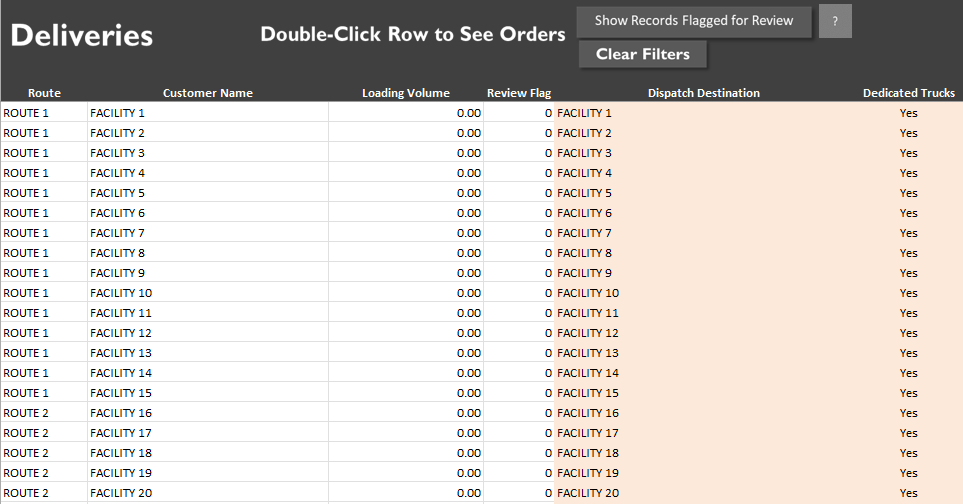 Deliveries
Double-Click Row to See Orders
Show Records Flagged for Review
?
Clear Filters
Route Customer Name Loading Volume Review Flag Dispatch Destination Dedicated Trucks
ROUTE 1 FACILITY 1 0.00 0 FACILITY 1 Yes
ROUTE 1 FACILITY 2 0.00 0 FACILITY 2 Yes
ROUTE 1 FACILITY 3 0.00 0 FACILITY 3 Yes
ROUTE 1 FACILITY 4 0.00 0 FACILITY 4 Yes
ROUTE 1 FACILITY 5 0.00 0 FACILITY 5 Yes
ROUTE 1 FACILITY 6 0.00 0 FACILITY 6 Yes
ROUTE 1 FACILITY 7 0.00 0 FACILITY 7 Yes
ROUTE 1 FACILITY 8 0.00 0 FACILITY 8 Yes
ROUTE 1 FACILITY 9 0.00 0 FACILITY 9 Yes
ROUTE 1 FACILITY 10 0.00 0 FACILITY 10 Yes
ROUTE 1 FACILITY 11 0.00 0 FACILITY 11 Yes
ROUTE 1 FACILITY 12 0.00 0 FACILITY 12 Yes
ROUTE 1 FACILITY 13 0.00 0 FACILITY 13 Yes
ROUTE 1 FACILITY 14 0.00 0 FACILITY 14 Yes
ROUTE 1 FACILITY 15 0.00 0 FACILITY 15 Yes
ROUTE 2 FACILITY 16 0.00 0 FACILITY 16 Yes
ROUTE 2 FACILITY 17 0.00 0 FACILITY 17 Yes
ROUTE 2 FACILITY 18 0.00 0 FACILITY 18 Yes
ROUTE 2 FACILITY 19 0.00 0 FACILITY 19 Yes
ROUTE 2 FACILITY 20 0.00 0 FACILITY 20 Yes